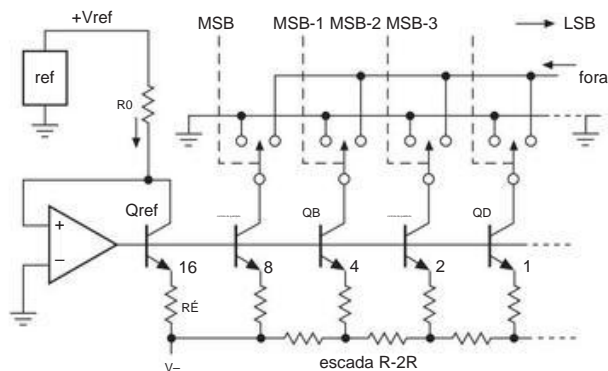 MSB
MSB-1 MSB-2 MSB-3
LSB
+Vref
ref
fora
R0
Qref
+
–
QB
QD
16
8
4
2
1
RÉ
V–
escada R-2R